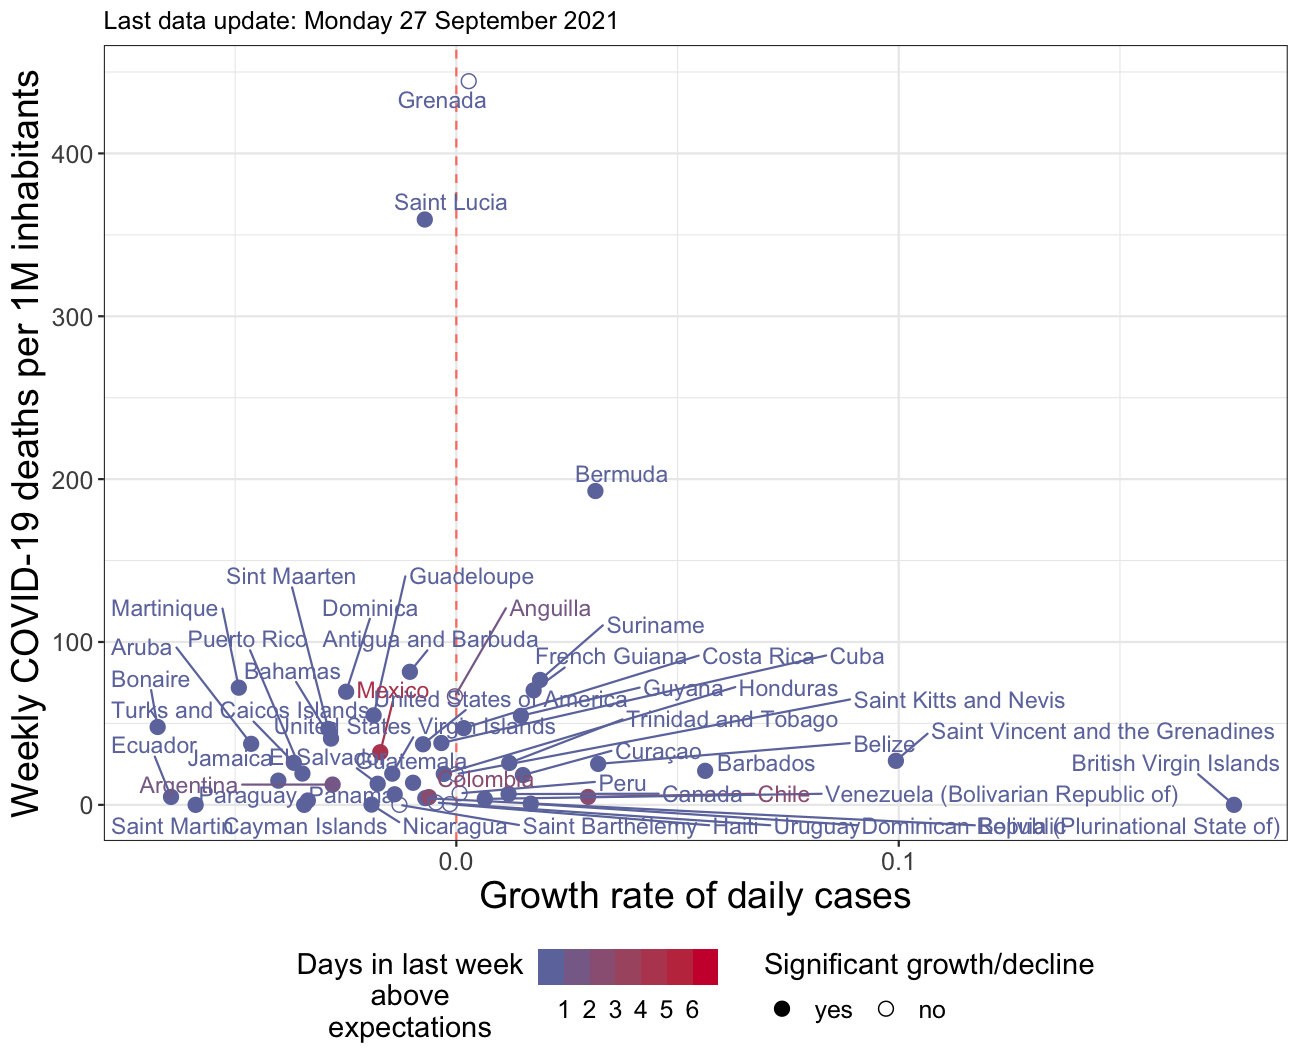 Last data update: Monday 27 September 2021
Weekly COVID-19 deaths per 1M inhabitants
400
300
200
100
0
Grenada
Saint Lucia
Bermuda
Sint Maarten
Guadeloupe
Martinique
Dominica
Anguilla
Suriname
Aruba
Puerto Rico
Antigua and Barbuda
French Guiana
Costa Rica
Cuba
Bonaire
Bahamas
Mexico
United States of America
Guyana
Honduras
Saint Kitts and Nevis
Turks and Caicos Islands
United States Virgin Islands
Trinidad and Tobago
Saint Vincent and the Grenadines
Ecuador
Jamaica
El Salvador
Guatemala
Curaçao
Belize
Barbados
British Virgin Islands
Argentina
Colombia
Peru
Paraguay
Panama
Canada
Chile
Venezuela (Bolivarian Republic of)
Saint Martin
Cayman Islands
Nicaragua
Saint Barthelemy
Haiti
Uruguay
Dominican Republic
Bolivia (Plurinational State of)
0.0
0.1
Growth rate of daily cases
Days in last week
above
expectations
1 2 3 4 5 6
Significant growth/decline
yes
no